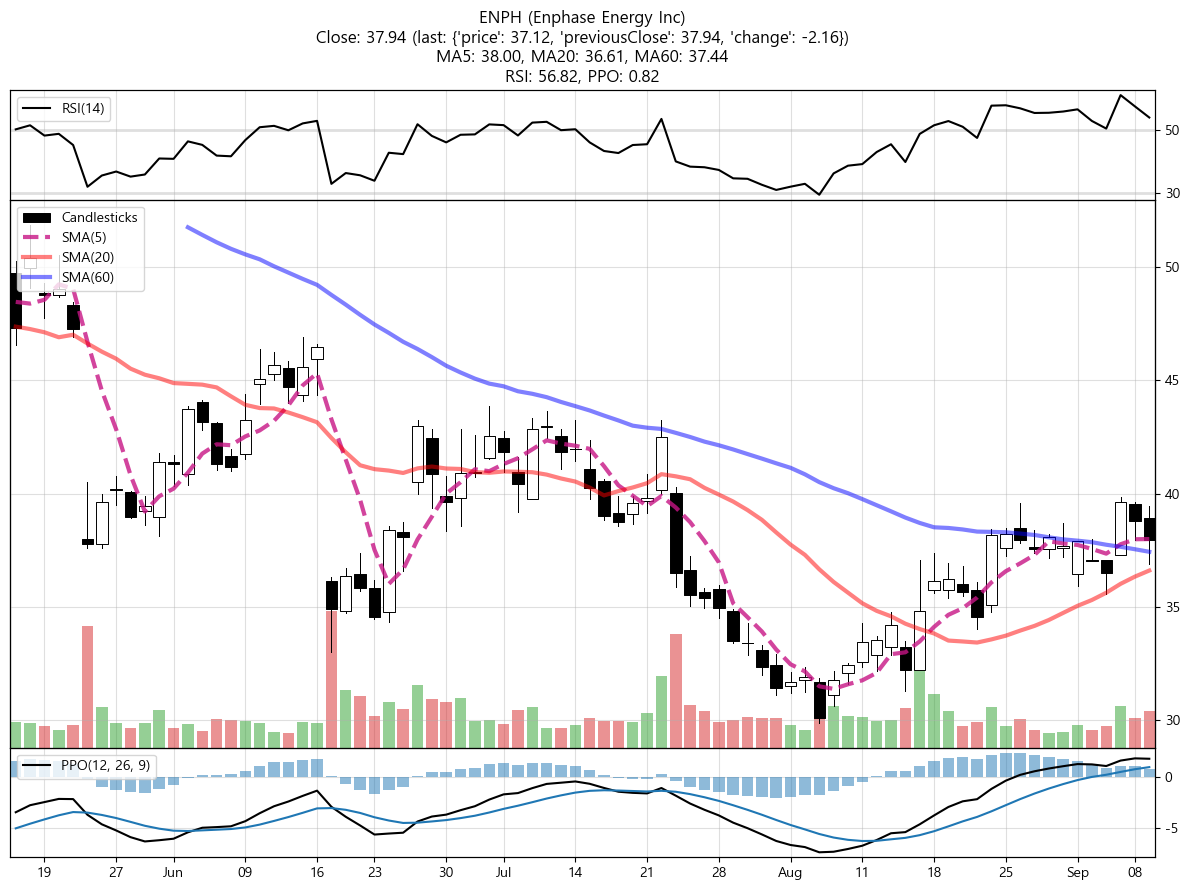 ENPH (Enphase Energy Inc)
Close: 37.94 (last: {'price': 37.12, 'previousClose': 37.94, 'change': -2.16})
MA5: 38.00, MA20: 36.61, MA60: 37.44
RSI: 56.82, PPO: 0.82
RSI(14)
50
30
Candlesticks
SMA(5)
SMA(20)
SMA(60)
50
45
40
35
30
PPO(12, 26, 9)
0
-5
19 27 Jun 09 16 23 30 Jul 14 21 28 Aug 11 18 25 Sep 08